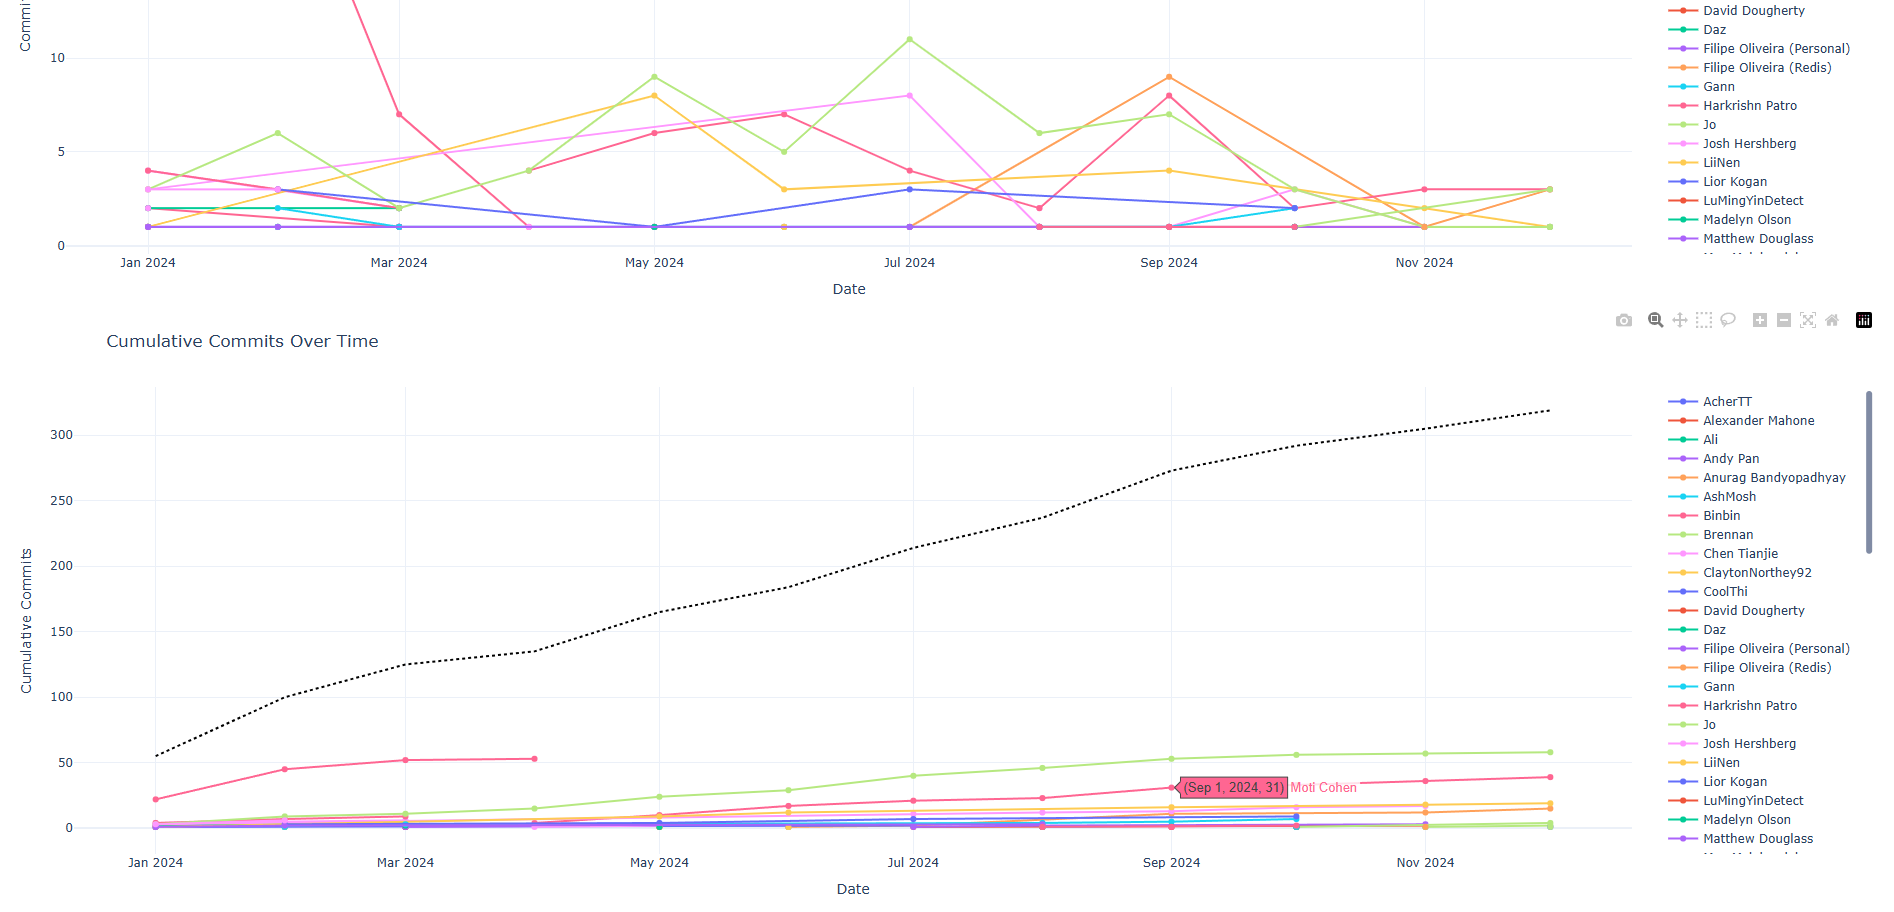 Commi
10
5
0
Jan 2024
Mar 2024
May 2024
Jul 2024
Sep 2024
Nov 2024
Date
David Dougherty
Daz
Filipe Oliveira (Personal)
Filipe Oliveira (Redis)
Gann
Harkrishn Patro
Jo
Josh Hershberg
LiiNen
Lior Kogan
LuMingYinDetect
Madelyn Olson
Matthew Douglass
Cumulative Commits Over Time
Cumulative Commits
300
250
200
150
100
50
0
(Sep 1, 2024, 31) Moti Cohen
Jan 2024
Mar 2024
May 2024
Jul 2024
Sep 2024
Nov 2024
Date
AcherTT
Alexander Mahone
Ali
Andy Pan
Anurag Bandyopadhyay
AshMosh
Binbin
Brennan
Chen Tianjie
ClaytonNorthey92
CoolThi
David Dougherty
Daz
Filipe Oliveira (Personal)
Filipe Oliveira (Redis)
Gann
Harkrishn Patro
Jo
Josh Hershberg
LiiNen
Lior Kogan
LuMingYinDetect
Madelyn Olson
Matthew Douglass